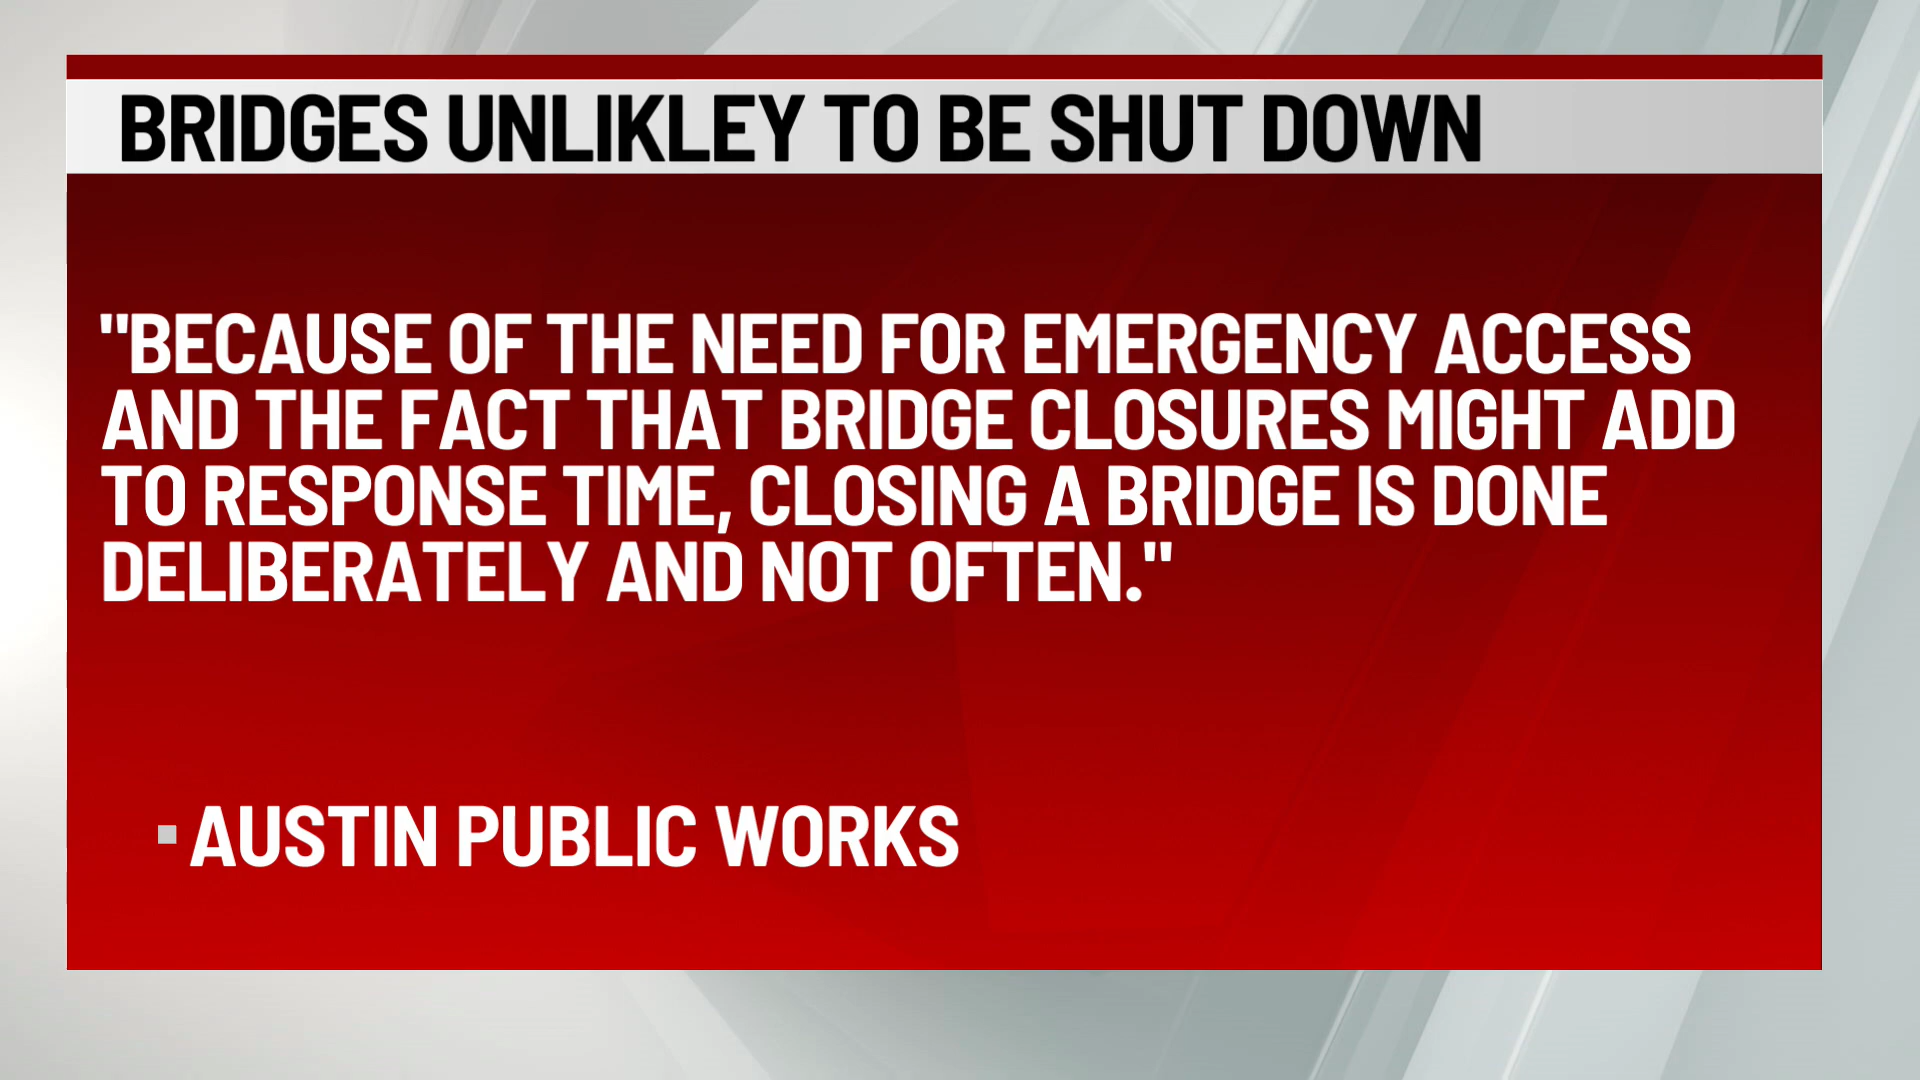 BRIDGES UNLIKLEY TO BE SHUT DOWN
"BECAUSE OF THE NEED FOR EMERGENCY ACCESS
AND THE FACT THAT BRIDGE CLOSURES MIGHT ADD
TO RESPONSE TIME, CLOSING A BRIDGE IS DONE
DELIBERATELY AND NOT OFTEN."
▪ AUSTIN PUBLIC WORKS